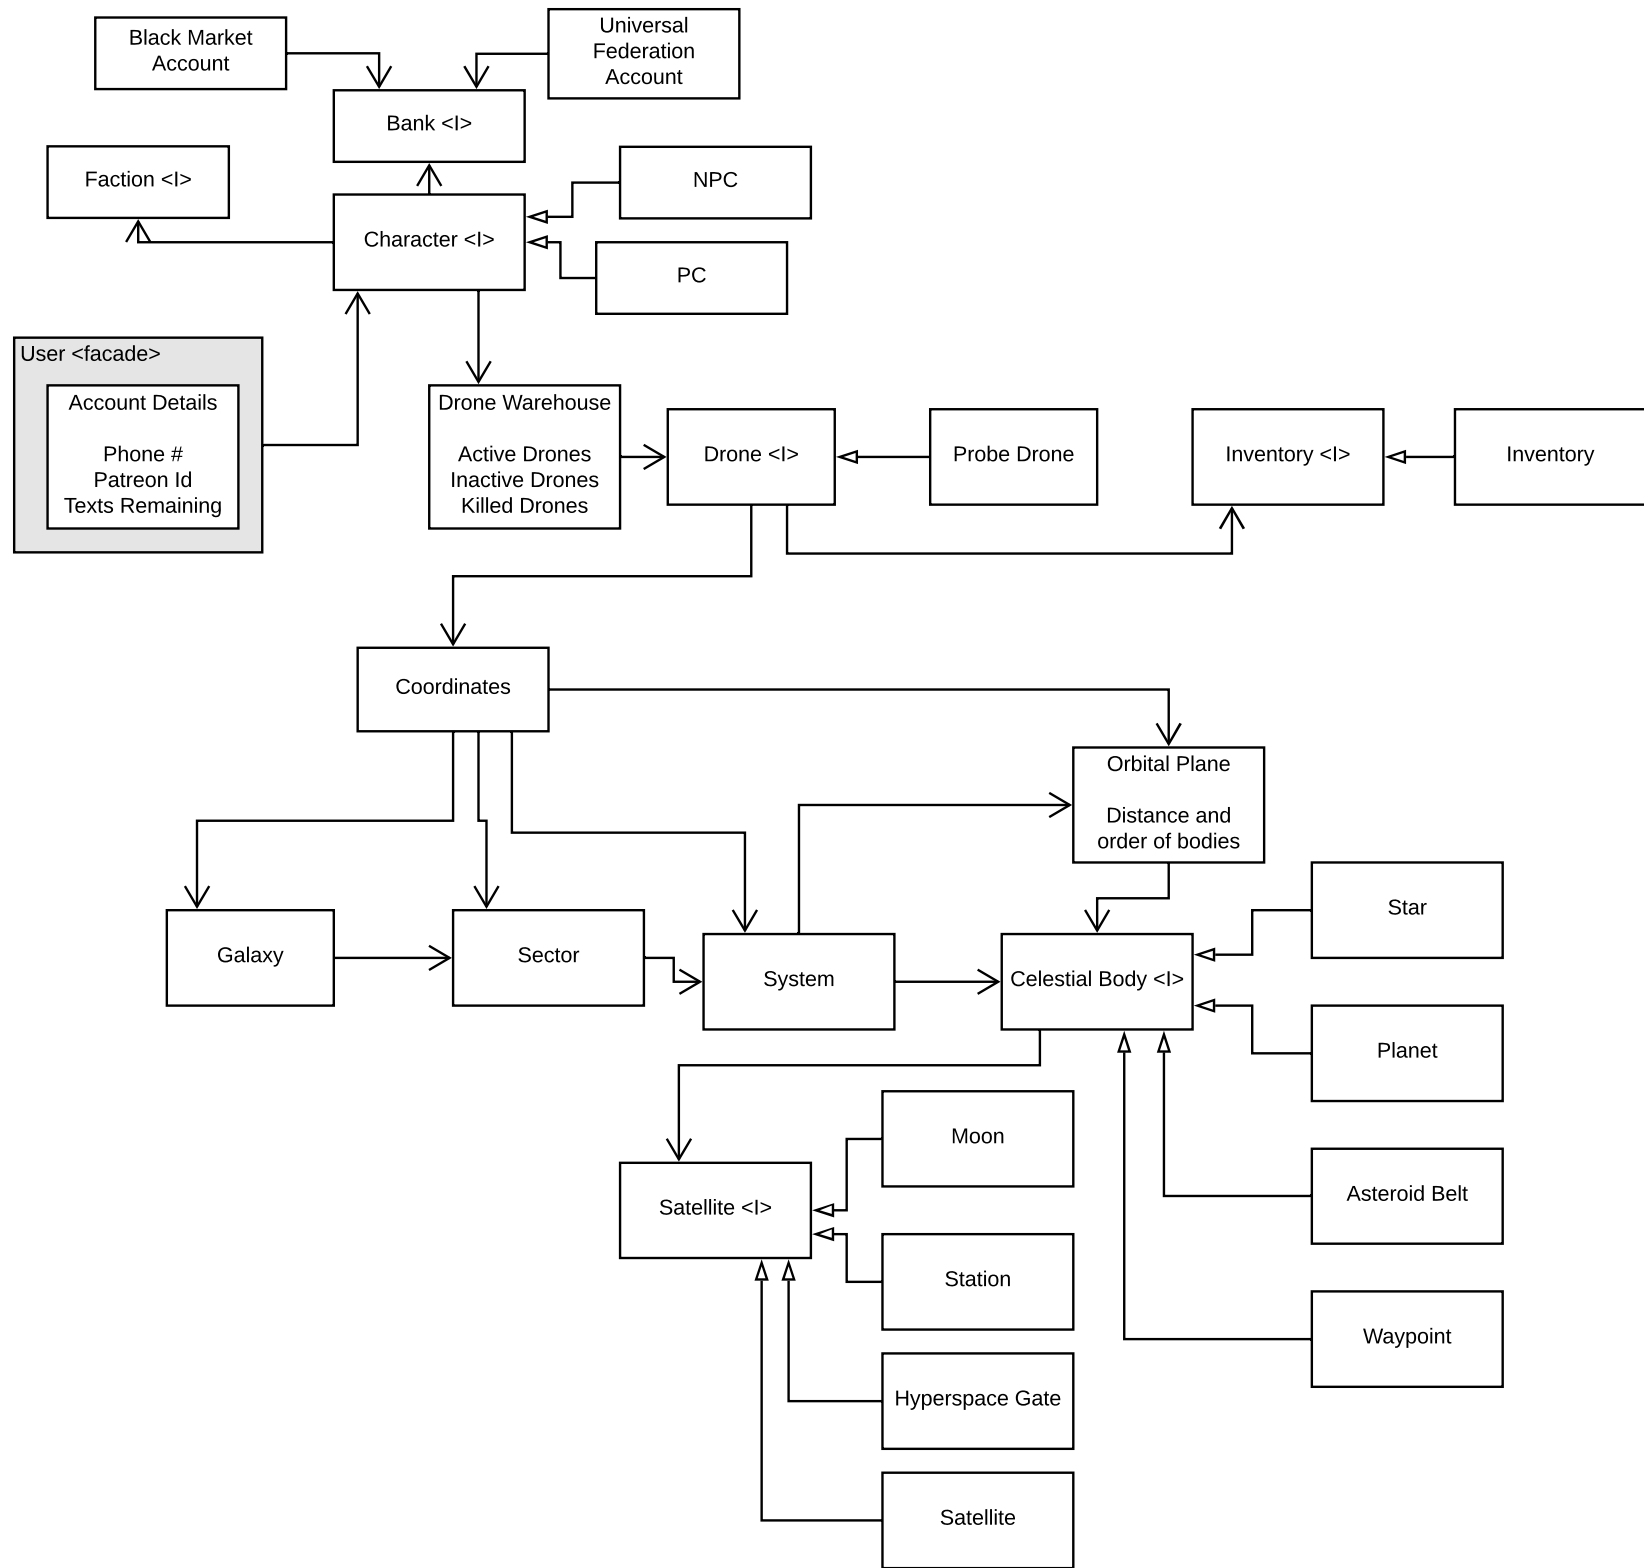 Black Market
Account
Universal
Federation
Account
Bank <I>
Faction <I>
NPC
Character <I>
PC
User <facade>
Account Details
Phone #
Patreon Id
Texts Remaining
Drone Warehouse
Active Drones
Inactive Drones
Killed Drones
Drone <I>
Probe Drone
Inventory <I>
Inventory
Coordinates
Orbital Plane
Distance and
order of bodies
Star
Galaxy
Sector
System
Celestial Body <I>
Planet
Moon
Asteroid Belt
Satellite <I>
Station
Waypoint
Hyperspace Gate
Satellite